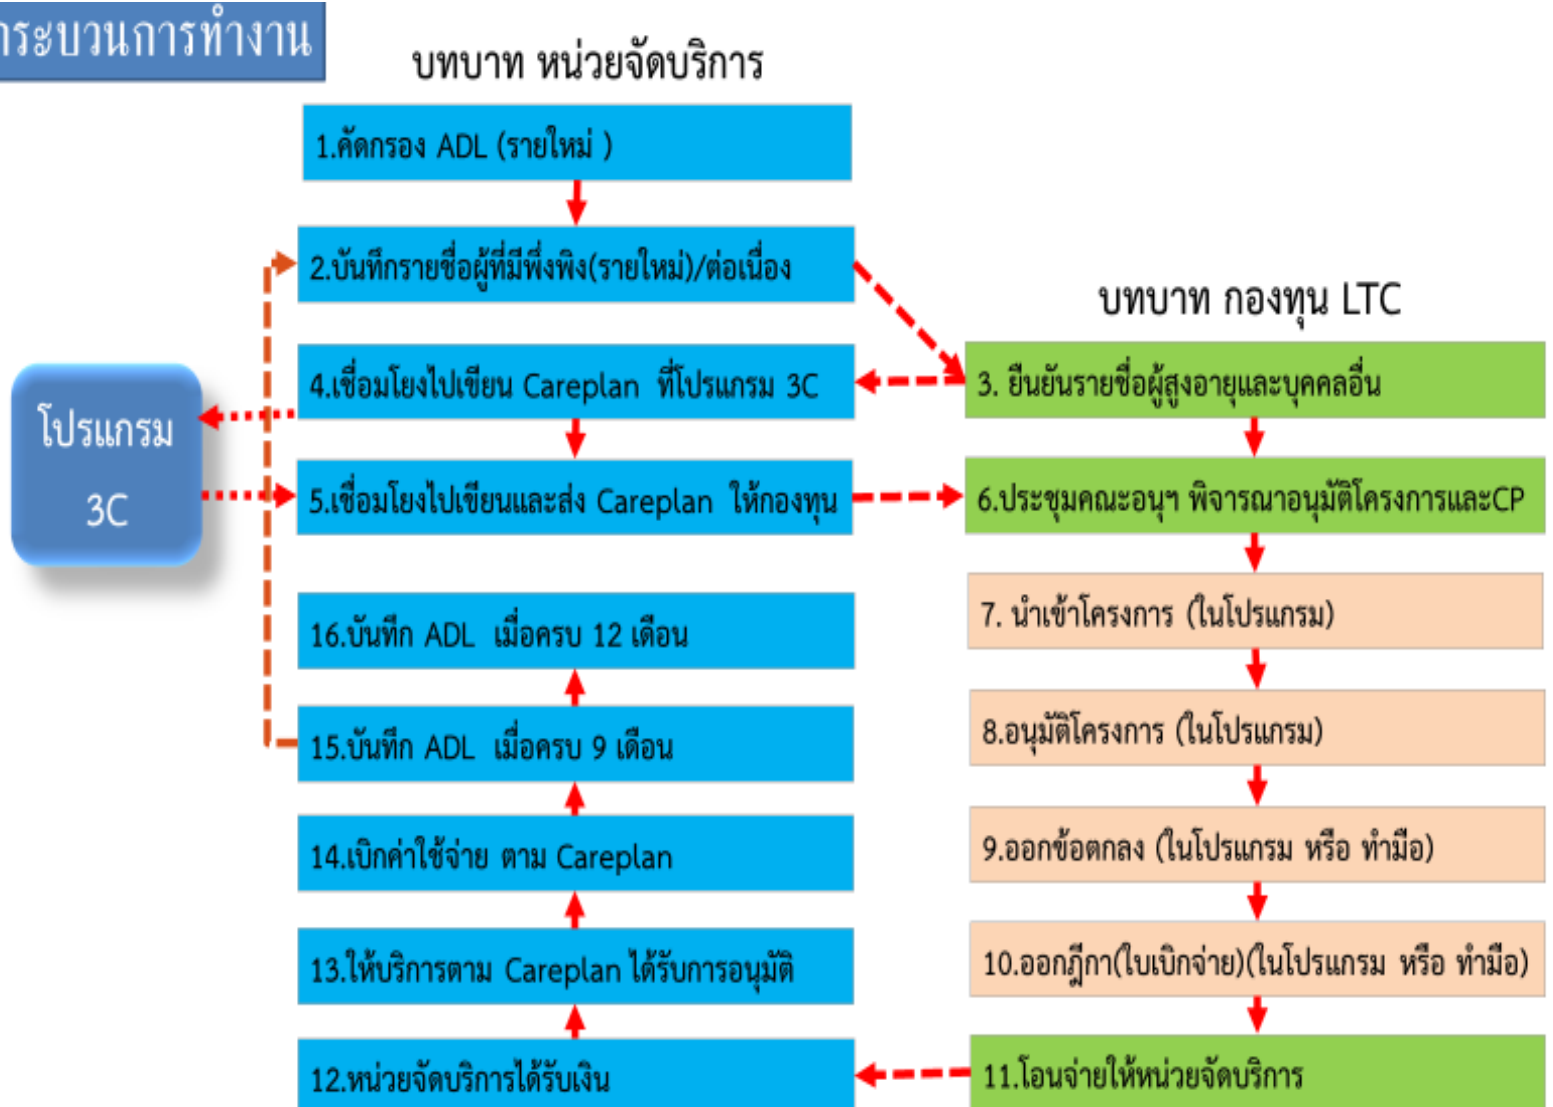 กระบวนการทำงาน
บทบาท หน่วยจัดบริการ
1.คัดกรอง ADL (รายใหม่ )
2.บันทึกรายชื่อผู้ที่มีพึ่งพิง(รายใหม่)/ต่อเนื่อง
บทบาท กองทุน LTC
3. ยืนยันรายชื่อผู้สูงอายุและบุคคลอื่น
4.เชื่อมโยงไปเขียน Careplan ที่โปรแกรม 3C
โปรแกรม
3C
5.เชื่อมโยงไปเขียนและส่ง Careplan ให้กองทุน
6.ประชุมคณะอนุฯ พิจารณาอนุมัติโครงการและCP
7. นำเข้าโครงการ (ในโปรแกรม)
8.อนุมัติโครงการ (ในโปรแกรม)
9.ออกข้อตกลง (ในโปรแกรม หรือ ทำมือ)
10.ออกฎีกา(ใบเบิกจ่าย)(ในโปรแกรม หรือ ทำมือ)
11.โอนจ่ายให้หน่วยจัดบริการ
12.หน่วยจัดบริการได้รับเงิน
13.ให้บริการตาม Careplan ได้รับการอนุมัติ
14.เบิกค่าใช้จ่าย ตาม Careplan
15.บันทึก ADL เมื่อครบ 9 เดือน
16.บันทึก ADL เมื่อครบ 12 เดือน